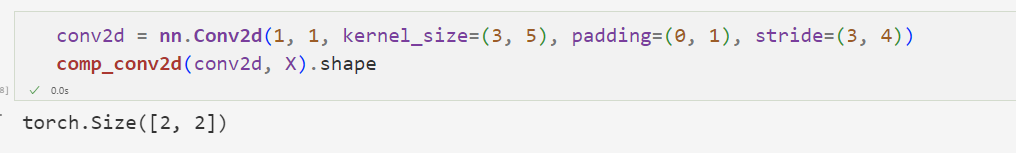 conv2d = nn.Conv2d(1, 1, kernel_size=(3, 5), padding=(0, 1), stride=(3, 4))
comp_conv2d(conv2d, X).shape
8] ✓ 0.0s
torch.Size([2, 2])